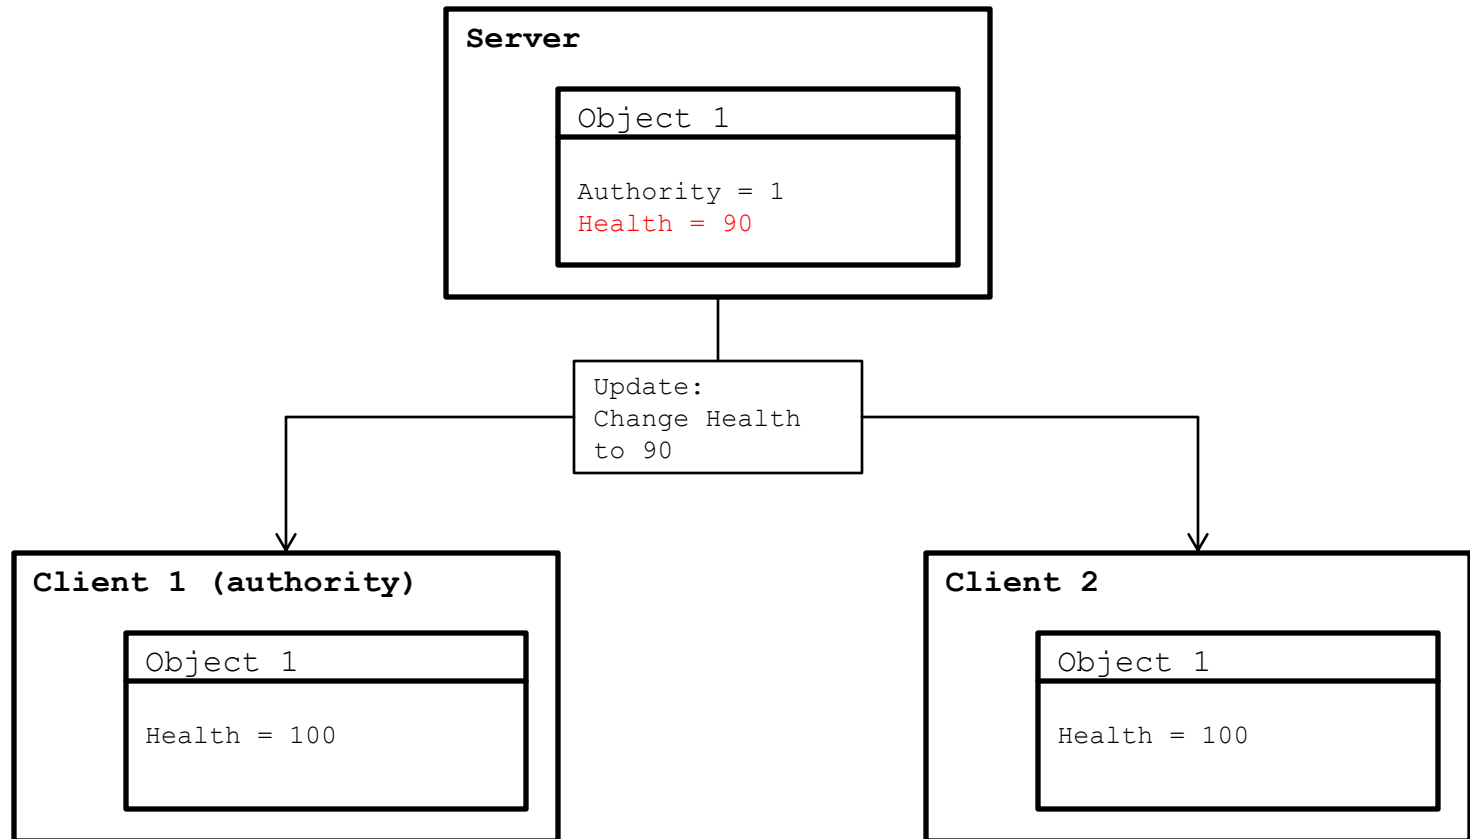 Server
Object 1
Authority = 1
Health = 90
Update:
Change Health
to 90
Client 1 (authority)
Object 1
Health = 100
Client 2
Object 1
Health = 100